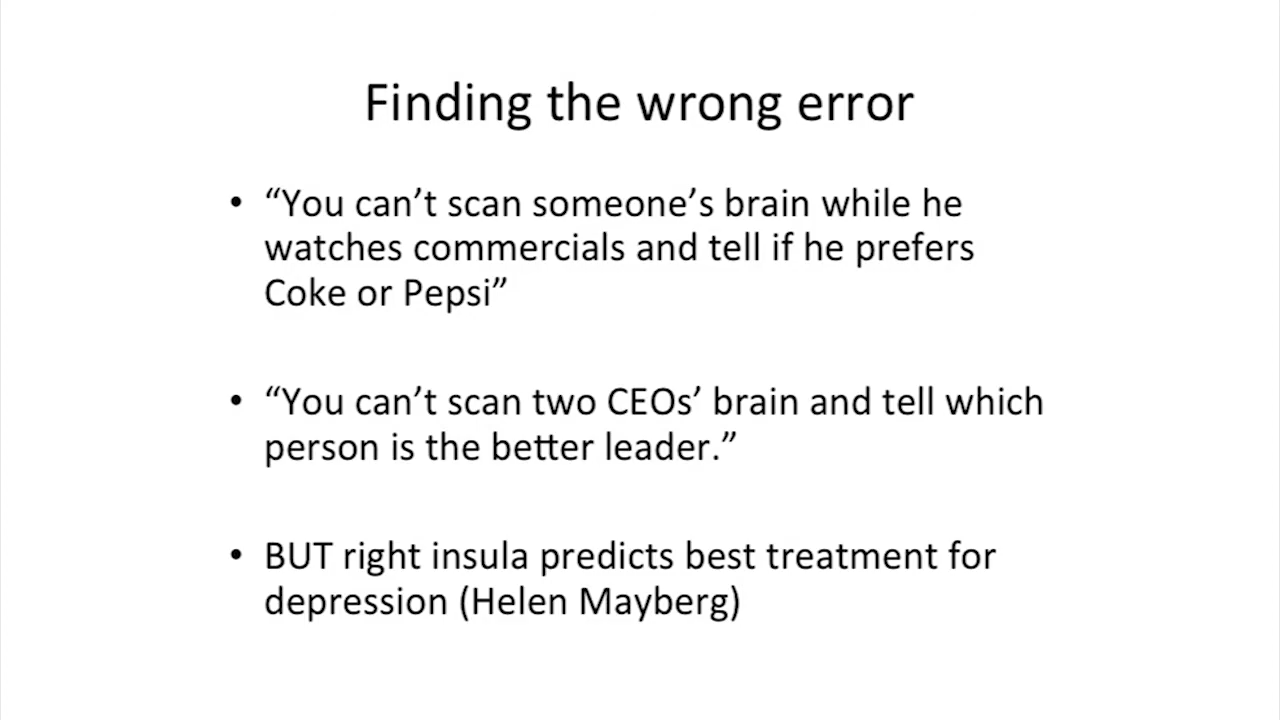 Finding the wrong error
• “You can’t scan someone’s brain while he
watches commercials and tell if he prefers
Coke or Pepsi”
• “You can’t scan two CEOs’ brain and tell which
person is the better leader.”
• BUT right insula predicts best treatment for
depression (Helen Mayberg)